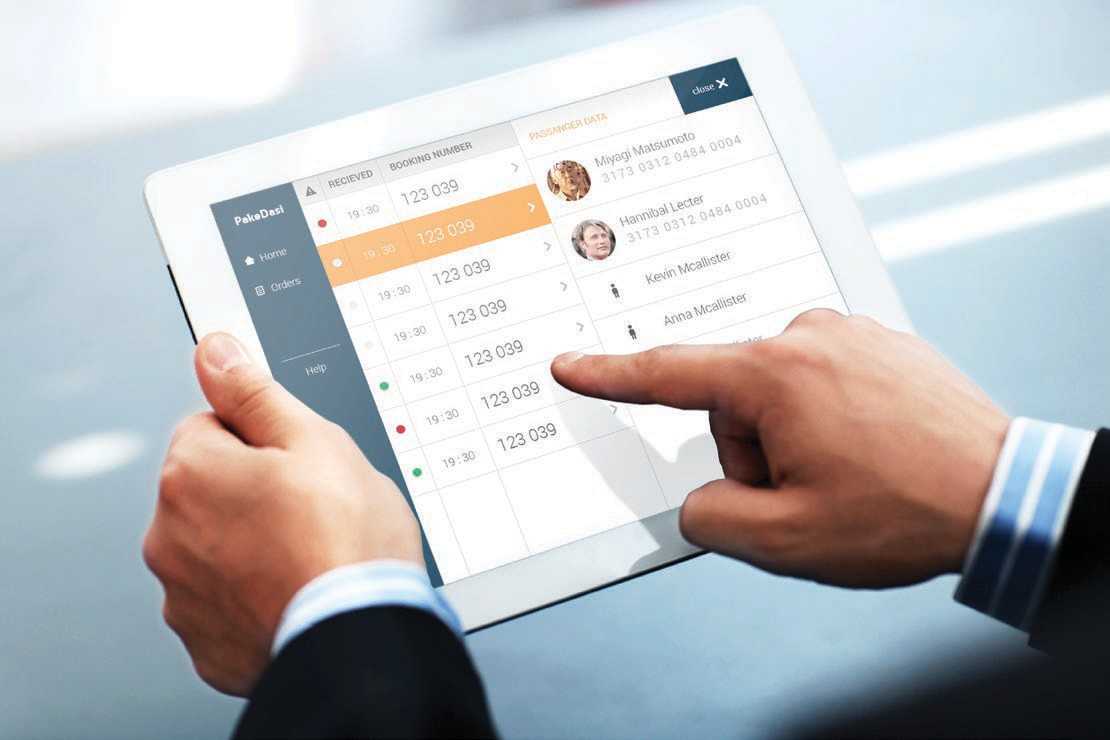 PakaDasi
Home
Orders
Help
RECIEVED
BOOKING NUMBER
19:30
123 039
19:30
123 039
19:30
123 039
19:30
123 039
19:30
123 039
19:30
123 039
19:30
123 039
PASSANGER DATA
close
Miyagi Matsumoto
3173 0312 0484 0004
Hannibal Lecter
3173 0312 0484 0004
Kevin Mcallister
Anna Mcallister